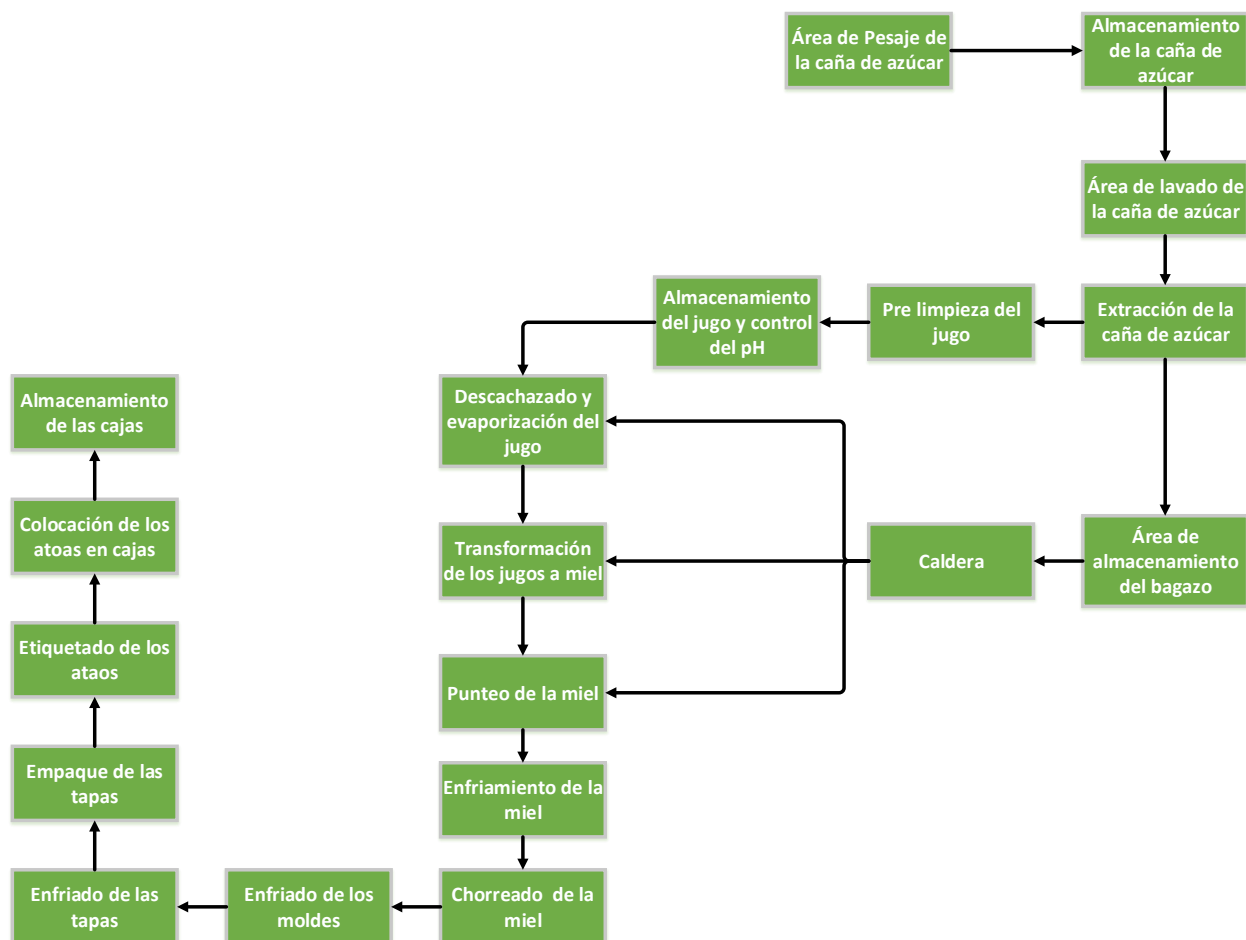 Área de Pesaje de
la caña de azúcar
Almacenamiento
de la caña de
azúcar
Área de lavado de
la caña de azúcar
Extracción de la
caña de azúcar
Pre limpieza del
jugo
Almacenamiento
del jugo y control
del pH
Descachazado y
evaporización del
jugo
Transformación
de los jugos a miel
Punteo de la miel
Enfriamiento de la
miel
Chorreado de la
miel
Caldera
Área de
almacenamiento
del bagazo
Enfriado de los
moldes
Enfriado de las
tapas
Empaque de las
tapas
Etiquetado de los
ataos
Colocación de los
atoas en cajas
Almacenamiento
de las cajas